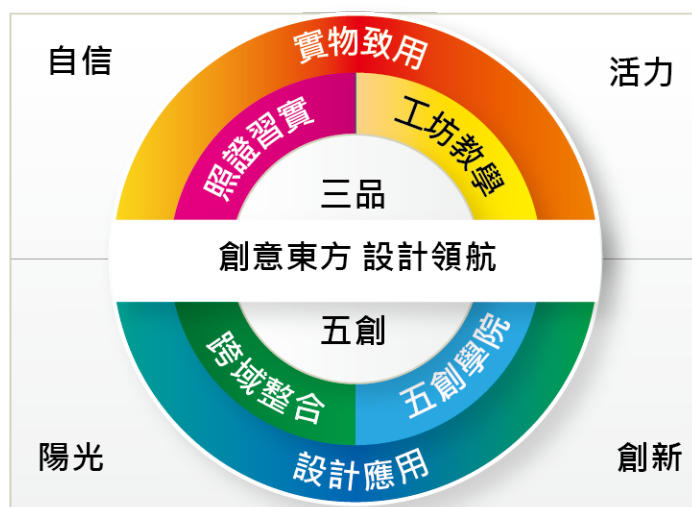 自信
活力
實物致用
照證習實
工坊教學
三品
創意東方 設計領航
五創
跨域整合
五創學院
設計應用
陽光
創新